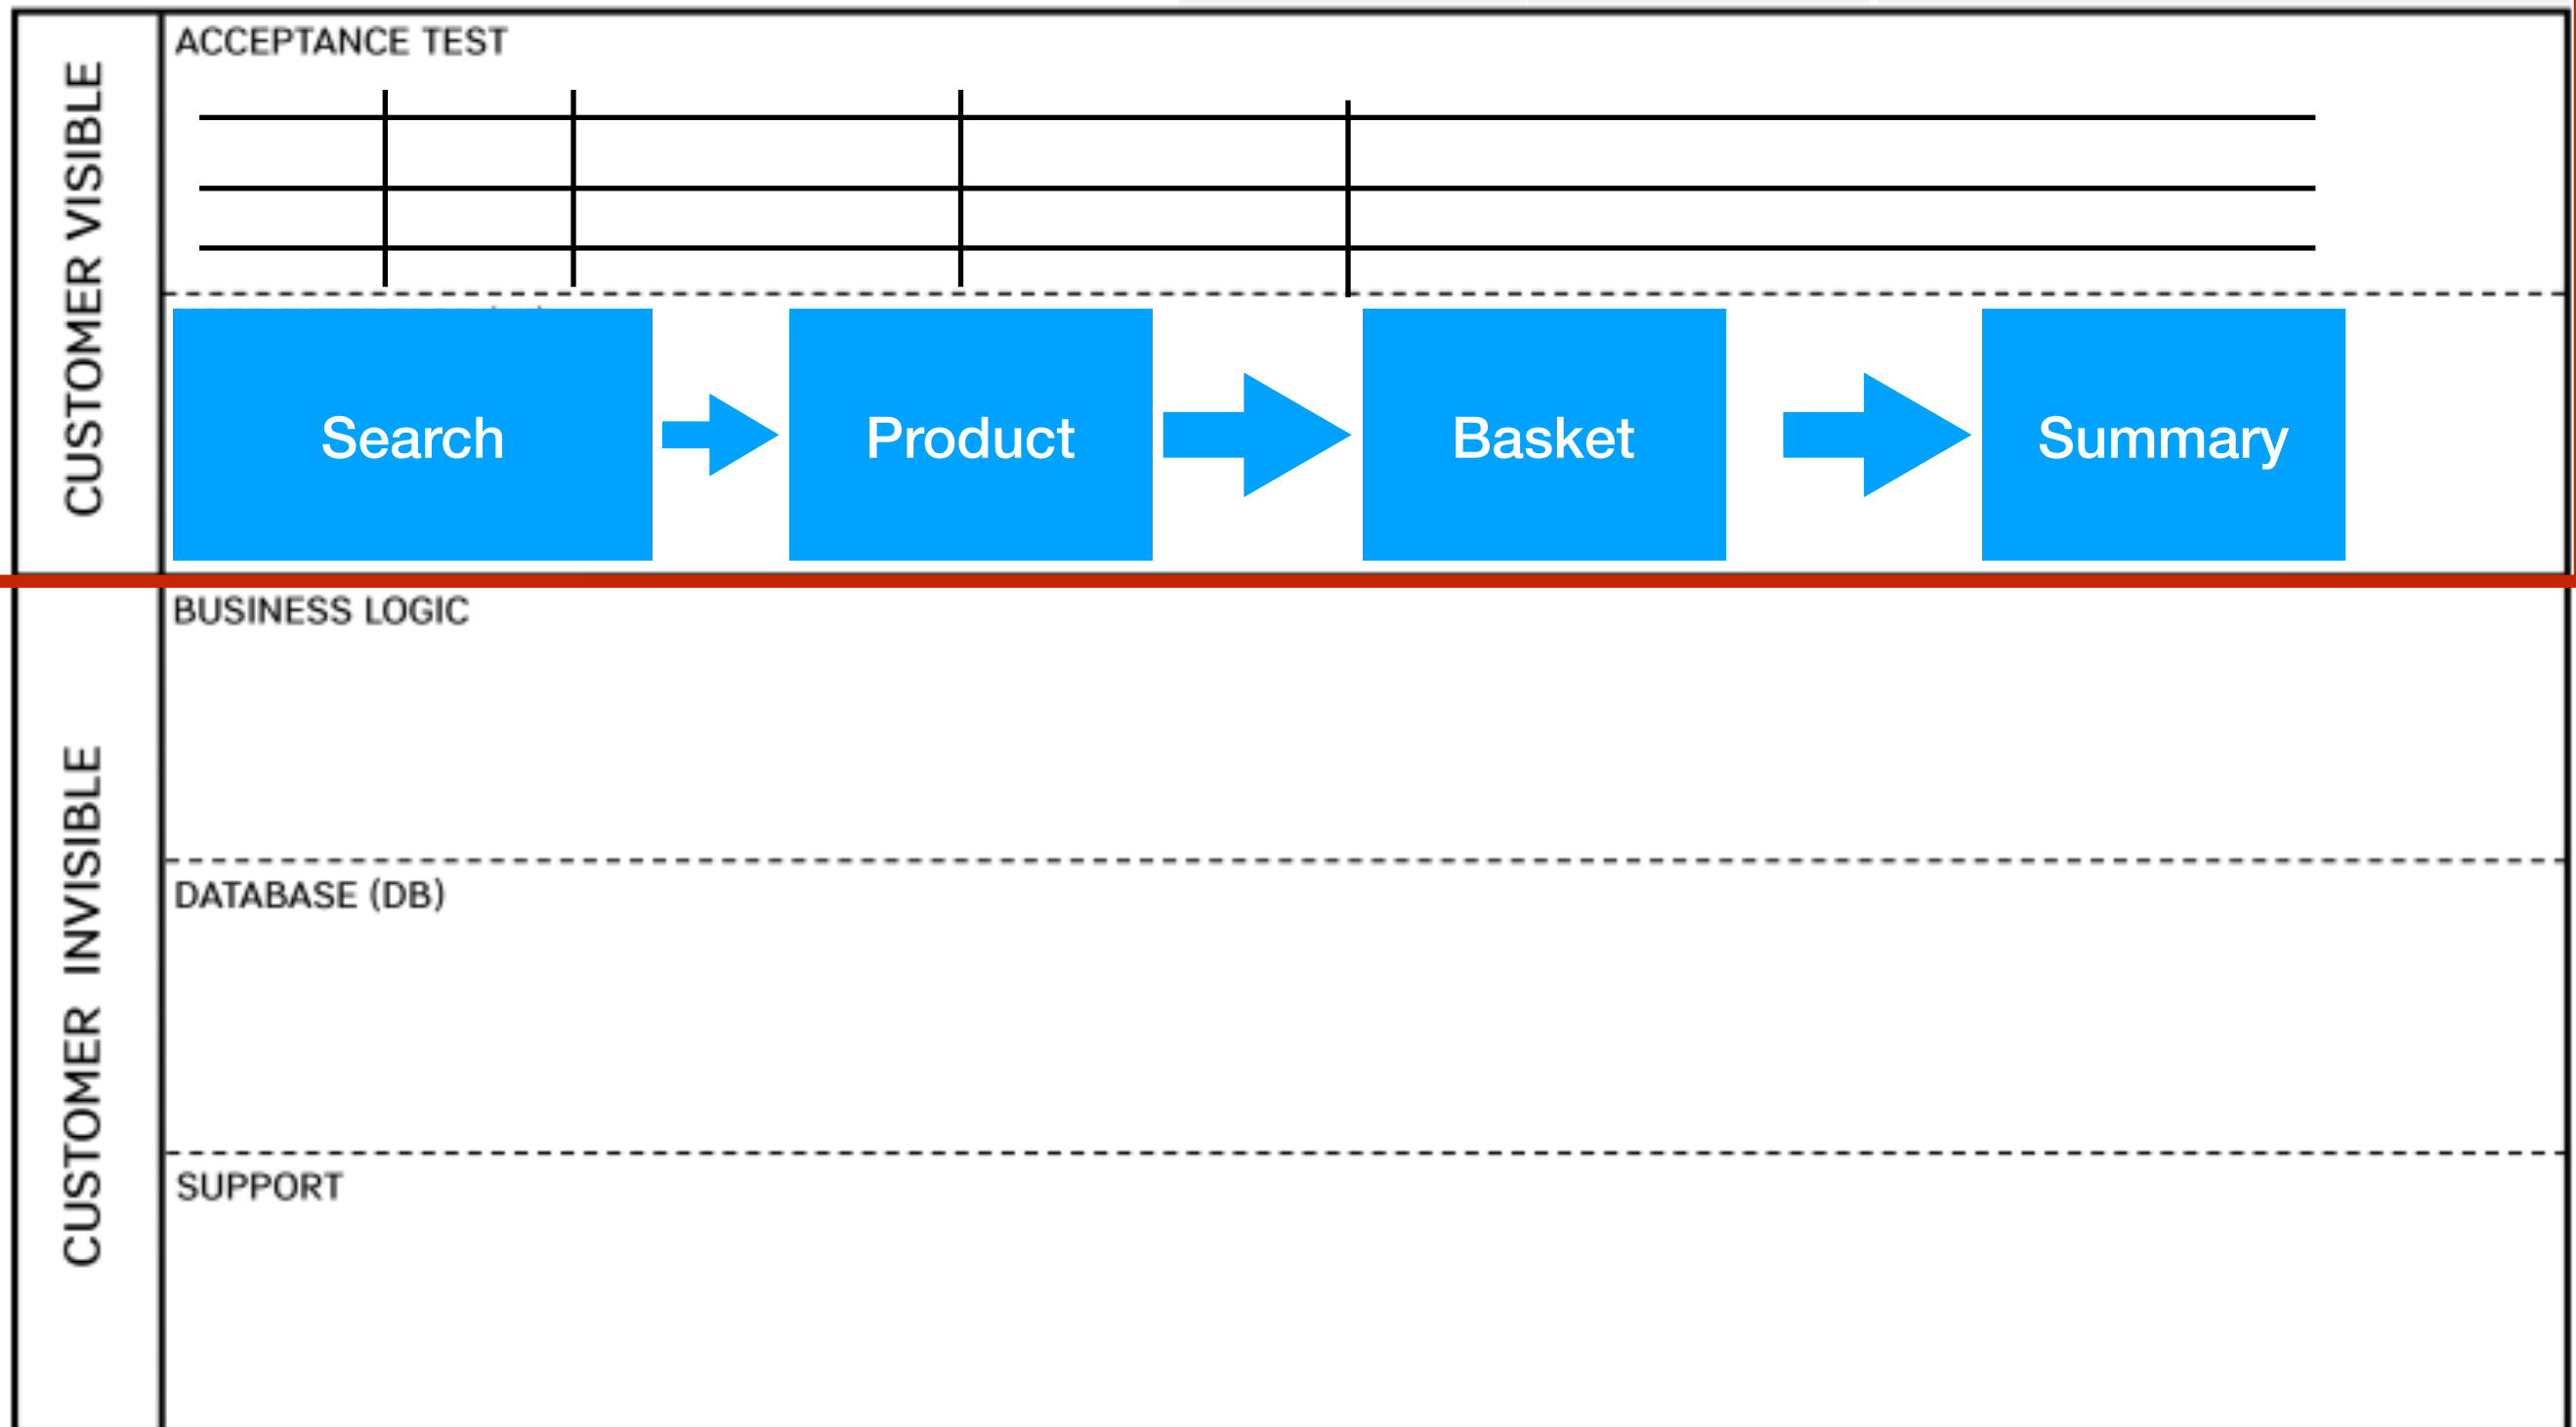 ACCEPTANCE TEST
CUSTOMER VISIBLE
Search
Product
Basket
Summary
BUSINESS LOGIC
CUSTOMER INVISIBLE
DATABASE (DB)
SUPPORT